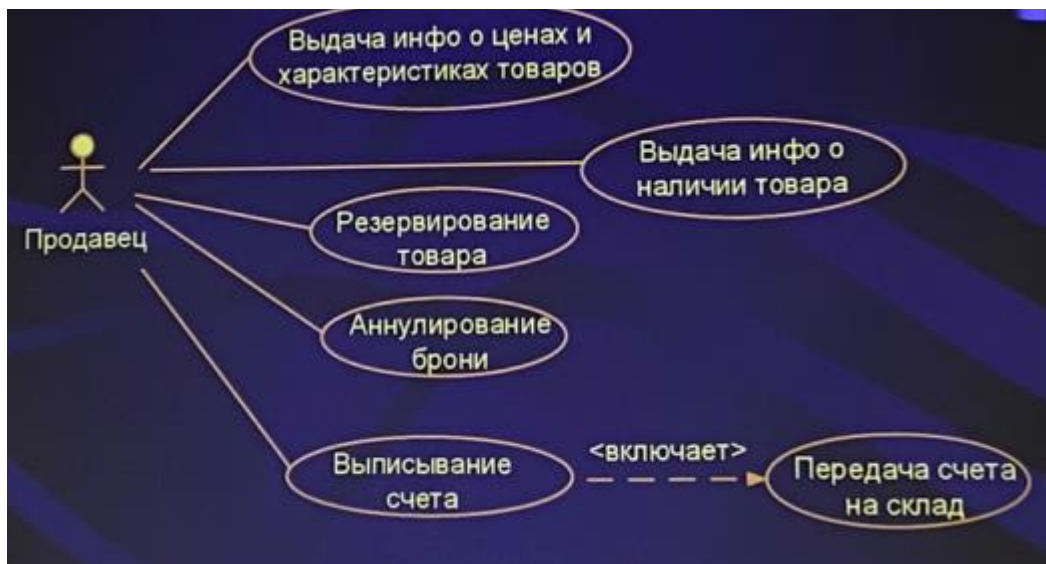 Выдача инфо о ценах и
характеристиках товаров
Выдача инфо о
наличии товара
Продавец
Резервирование
товара
Аннулирование
брони
Выписывание
счета
<включает>
Передача счета
на склад